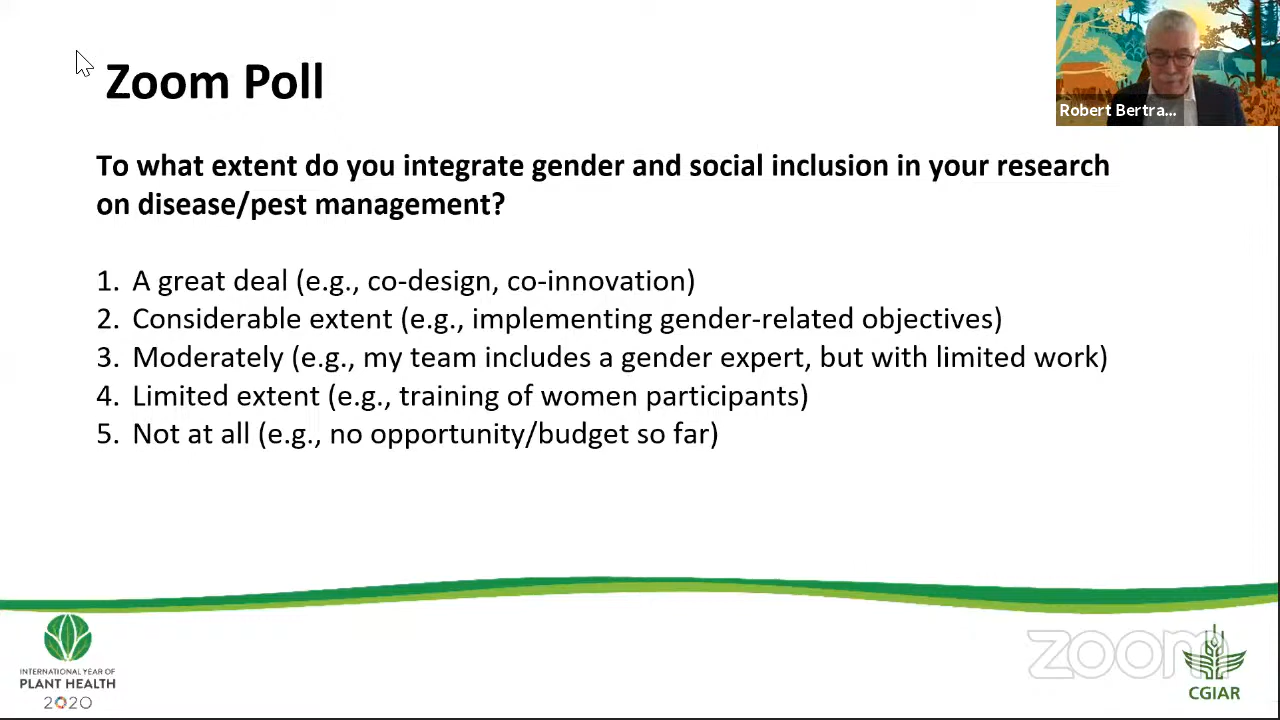 Zoom Poll
Robert Bertra...
To what extent do you integrate gender and social inclusion in your research
on disease/pest management?
1. A great deal (e.g., co-design, co-innovation)
2. Considerable extent (e.g., implementing gender-related objectives)
3. Moderately (e.g., my team includes a gender expert, but with limited work)
4. Limited extent (e.g., training of women participants)
5. Not at all (e.g., no opportunity/budget so far)
INTERNATIONAL YEAR OF
PLANT HEALTH
2020
zoom
CGIAR